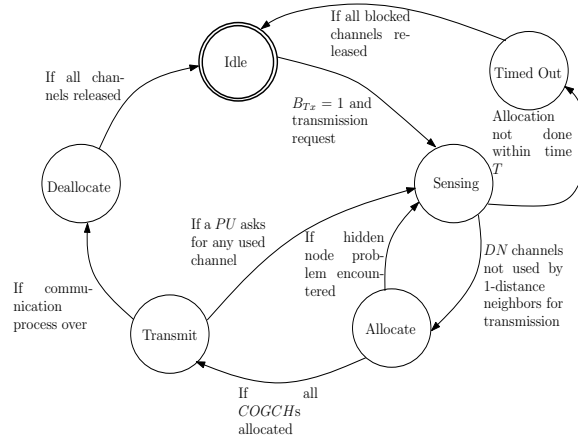 If all blocked
channels re-
leased
Idle
Timed Out
If all chan-
nels released
B_{Tx} = 1 and
transmission
request
Allocation
not done
within time
T
Deallocate
Sensing
If a PU asks
for any used
channel
If hidden
node prob-
lem encoun-
tered
DN channels
not used by
1-distance
neighbors for
transmission
If commu-
nication
process over
Transmit
Allocate
If all
COGCHs
allocated